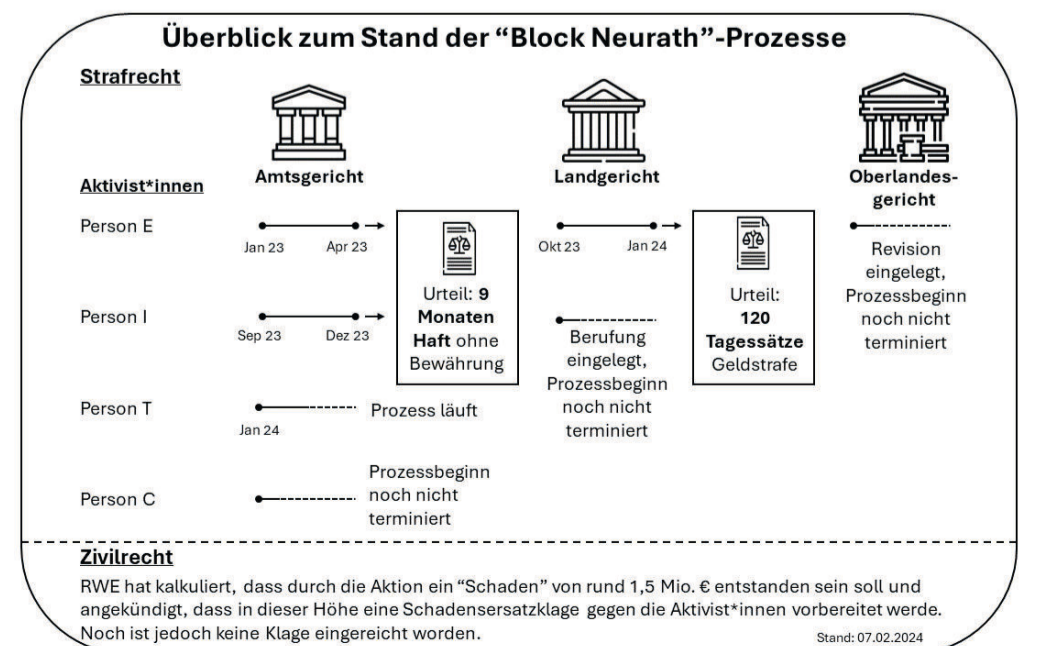 Überblick zum Stand der “Block Neurath”-Prozesse
Strafrecht
Amtsgericht
Landgericht
Oberlandes-
gericht
Aktivist*innen
Person E
Jan 23
Apr 23
Okt 23
Jan 24
Revision
eingelegt,
Prozessbeginn
noch nicht
terminiert
Urteil: 9
Monaten
Haft ohne
Bewährung
Urteil:
120
Tagessätze
Geldstrafe
Person I
Sep 23
Dez 23
Berufung
eingelegt,
Prozessbeginn
noch nicht
terminiert
Person T
Jan 24
Prozess läuft
Person C
Prozessbeginn
noch nicht
terminiert
Zivilrecht
RWE hat kalkuliert, dass durch die Aktion ein “Schaden” von rund 1,5 Mio. € entstanden sein soll und
angekündigt, dass in dieser Höhe eine Schadensersatzklage gegen die Aktivist*innen vorbereitet werde.
Noch ist jedoch keine Klage eingereicht worden.
Stand: 07.02.2024